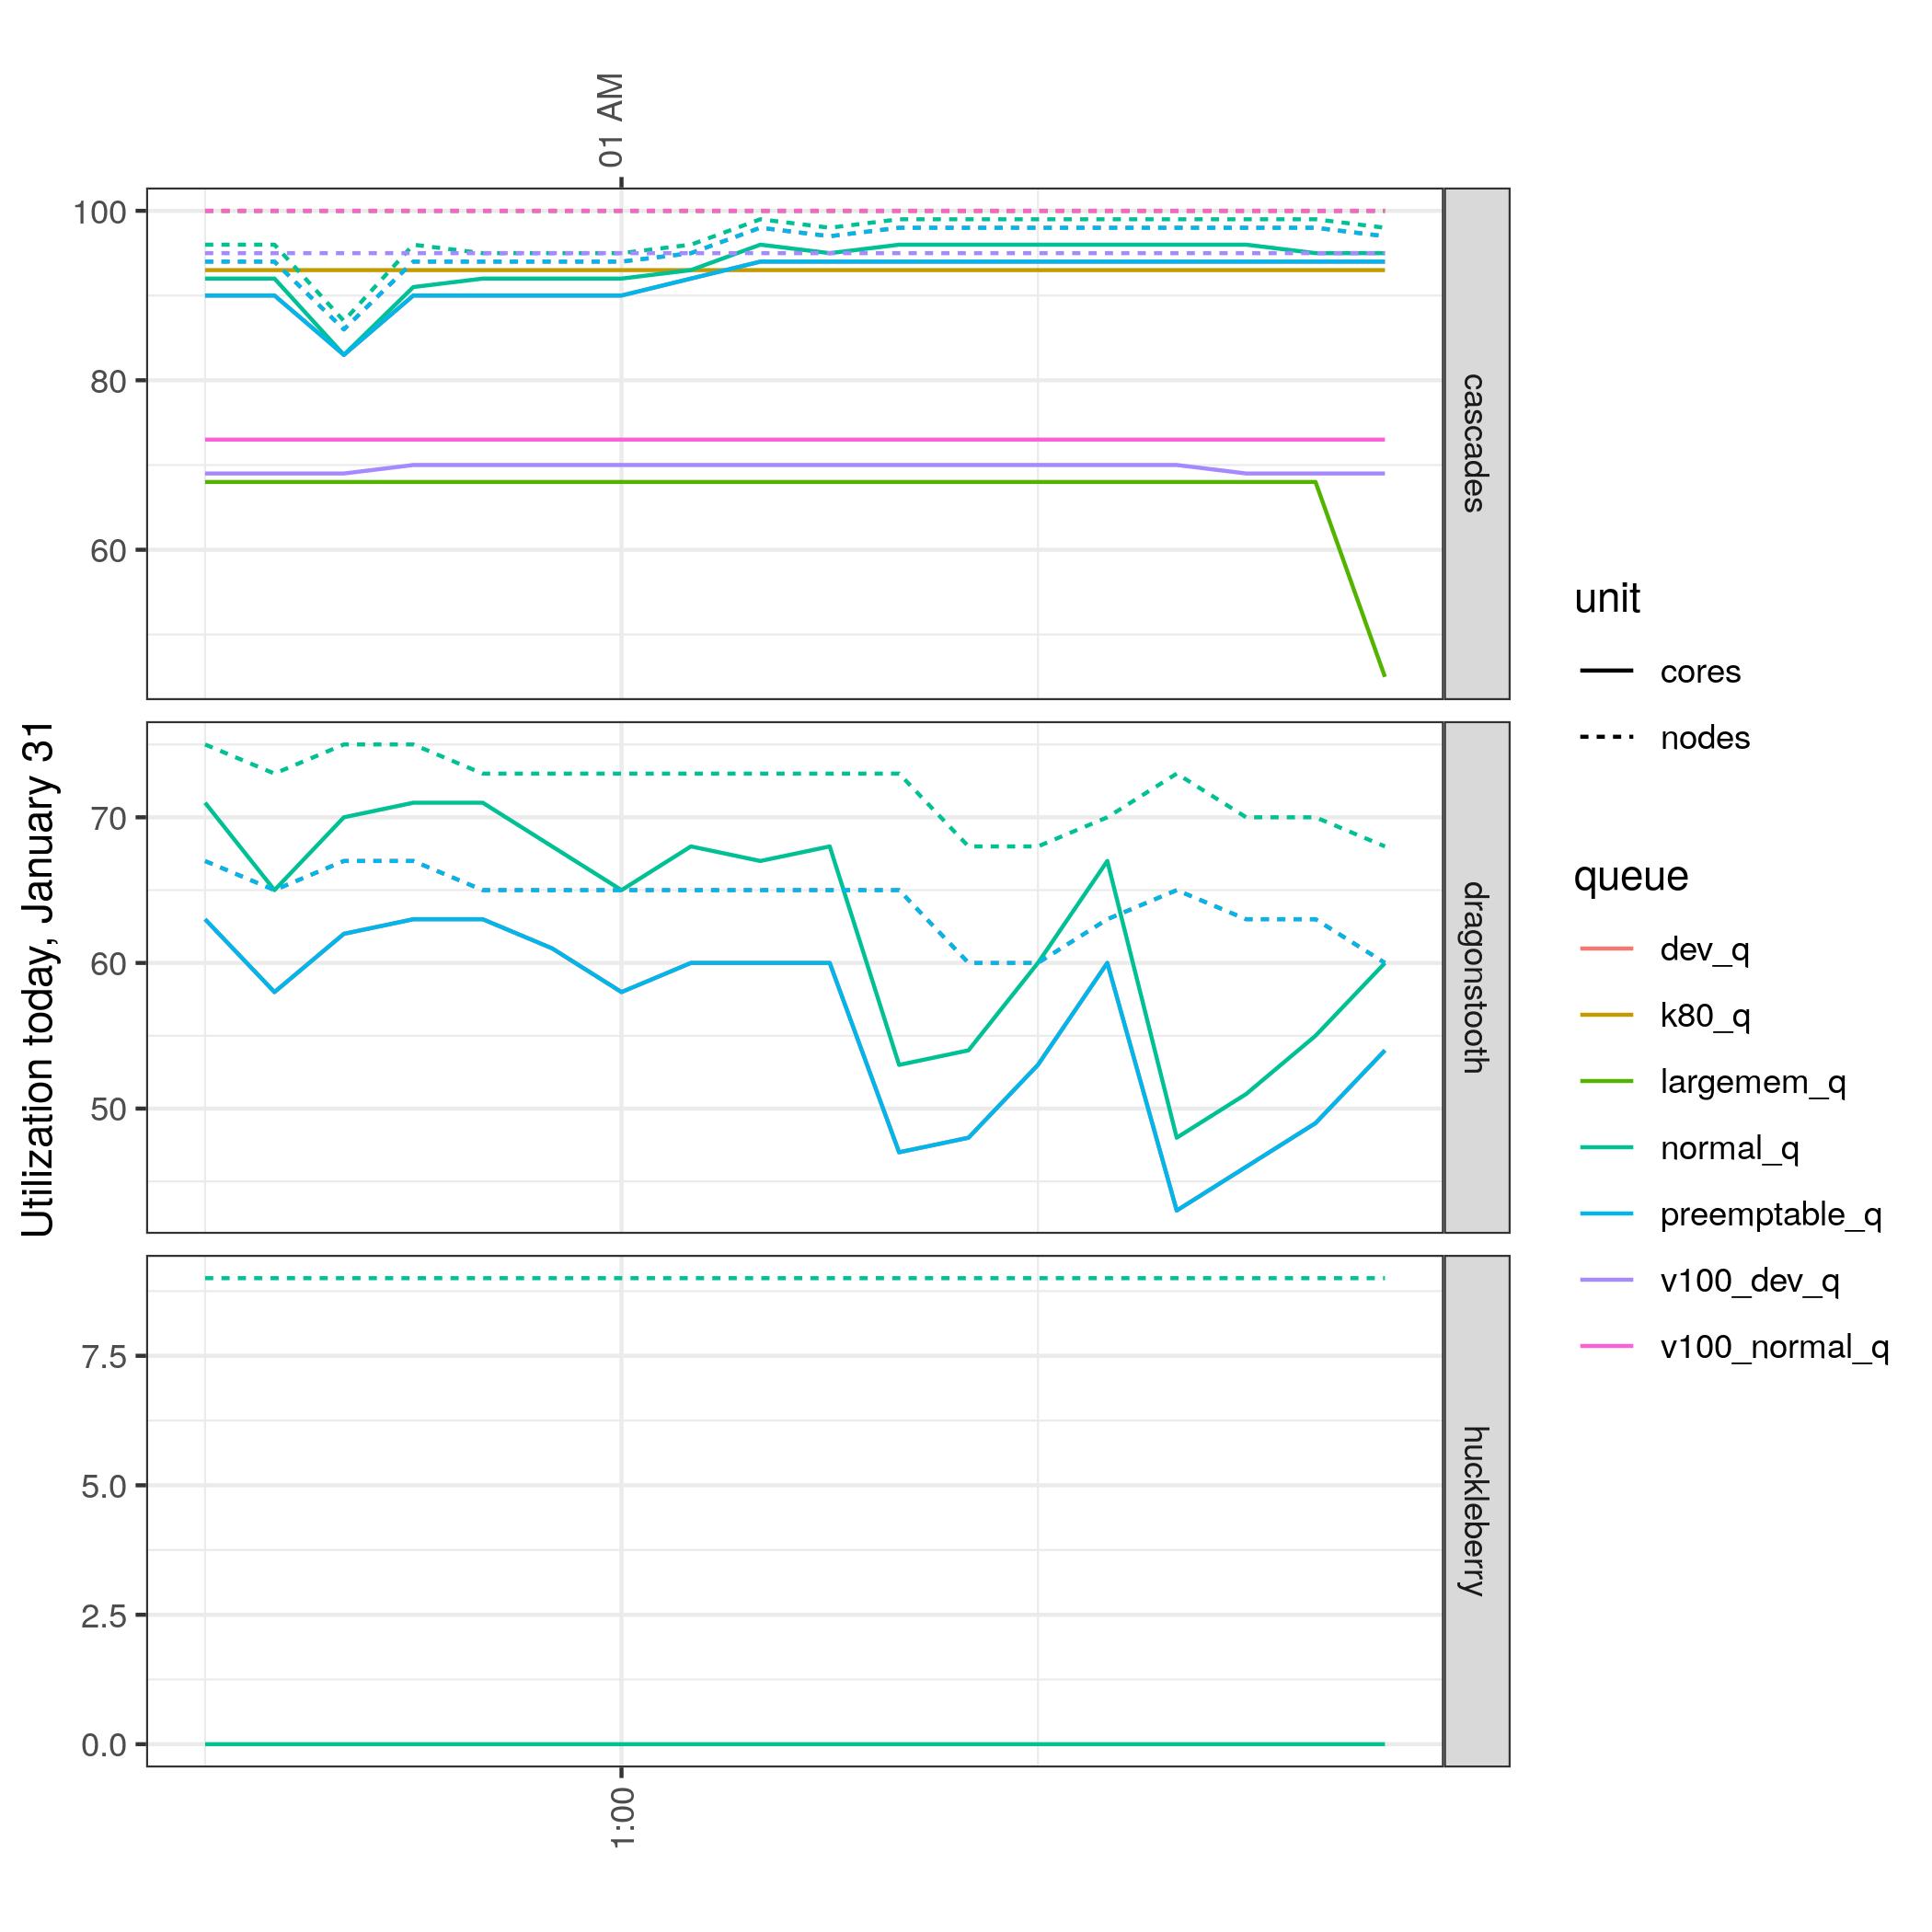 01 AM
100
80
60
cascades
Utilization today, January 31
70
60
50
dragonstooth
7.5
5.0
2.5
0.0
huckleberry
1:00
unit
cores
nodes
queue
dev_q
k80_q
largemem_q
normal_q
preemptable_q
v100_dev_q
v100_normal_q